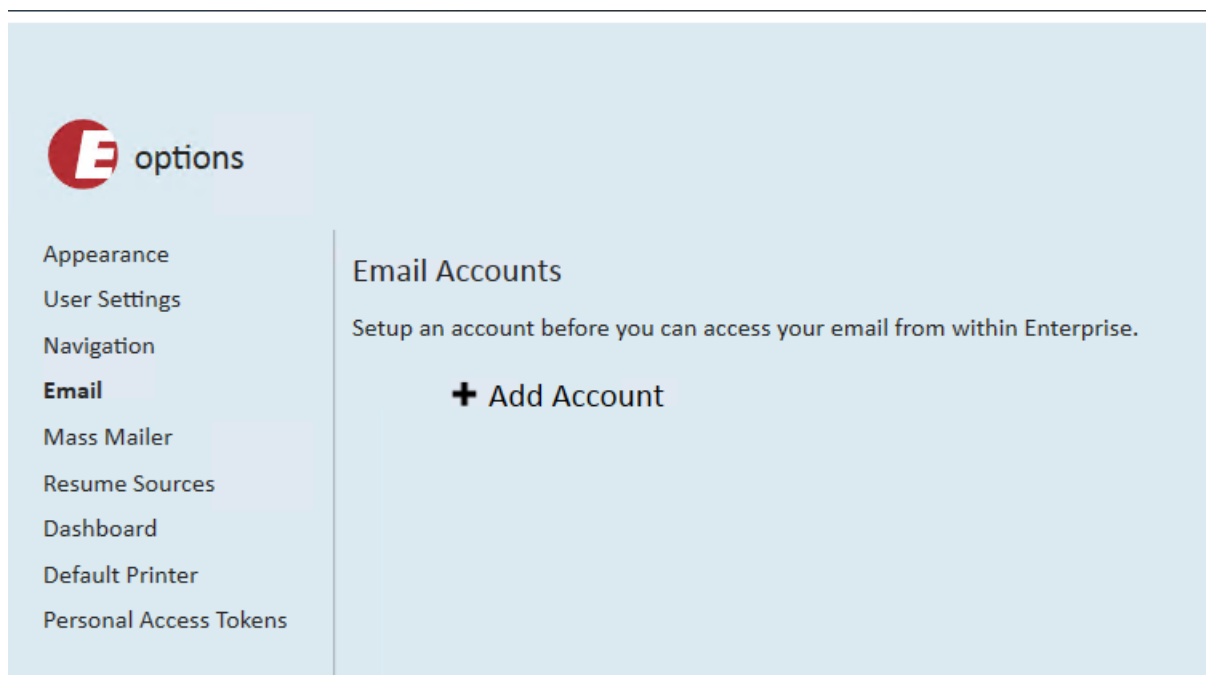 E options
Appearance
User Settings
Navigation
Email
Mass Mailer
Resume Sources
Dashboard
Default Printer
Personal Access Tokens
Email Accounts
Setup an account before you can access your email from within Enterprise.
+ Add Account